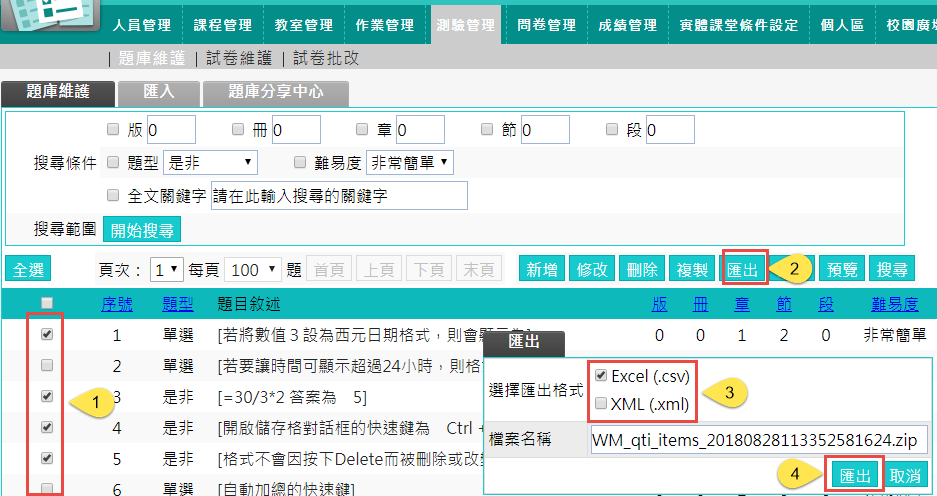 人員管理 課程管理 教室管理 作業管理 測驗管理 問卷管理 成績管理 實體課堂條件設定 個人區 校園廣
| 題庫維護 | 試卷維護 | 試卷批改
題庫維護 匯入 題庫分享中心
版 0 冊 0 章 0 節 0 段 0
搜尋條件 題型 是非 難易度 非常簡單
全文關鍵字 請在此輸入搜尋的關鍵字
搜尋範圍 開始搜尋
全選 頁次： 1 每頁 100 題 首頁 上頁 下頁 末頁 新增 修改 刪除 複製 匯出 2 預覽 搜尋
序號 題型 題目敘述 版 冊 章 節 段 難易度
1 單選 [若將數值３設為西元日期格式，則會顯示為] 0 0 1 2 0 非常簡單
2 單選 [若要讓時間可顯示超過24小時，則格
3 是非 [=30/3*2 答案為　5]
4 是非 [開啟儲存格對話框的快速鍵為　Ctrl +
5 是非 [格式不會因按下Delete而被刪除或改
6 單選 [自動加總的快速鍵]
1
匯出
選擇匯出格式 Excel (.csv)
XML (.xml)
3
檔案名稱 WM_qti_items_20180828113352581624.zip
4 匯出 取消